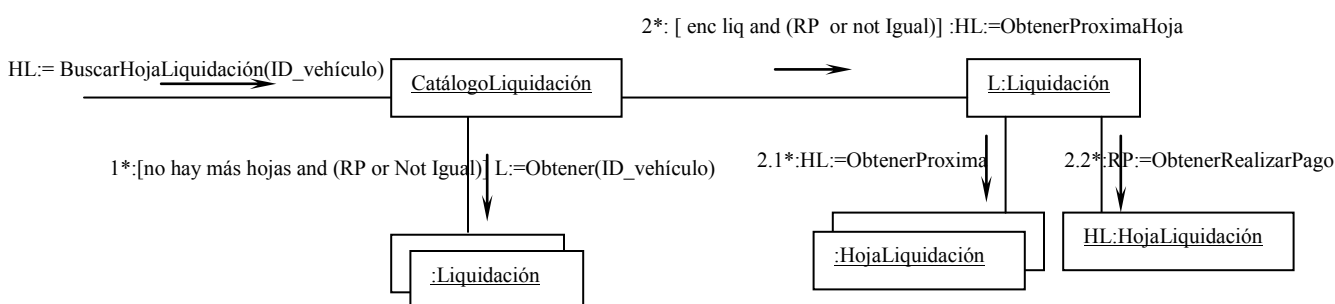 2*: [ enc liq and (RP or not Igual)] :HL:=ObtenerProximaHoja
HL:= BuscarHojaLiquidación(ID_vehículo)
CatálogoLiquidación
L:Liquidación
1*:[no hay más hojas and (RP or Not Igual)] L:=Obtener(ID_vehículo)
2.1*:HL:=ObtenerProxima
2.2*:RP:=ObtenerRealizarPago
:Liquidación
:HojaLiquidación
HL:HojaLiquidación